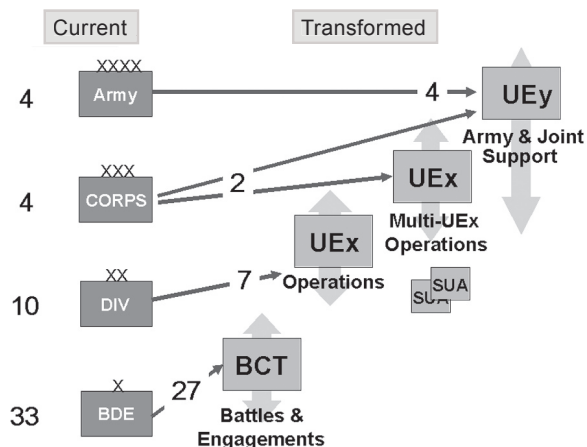 Current Transformed
XXXX
4 Army 4 UEy
Army & Joint
Support
XXX
4 CORPS 2 UEx
Multi-UEx
Operations
UEx
XX
10 DIV 7 Operations
SUA
SUA
BCT
X
33 BDE 27
Battles &
Engagements